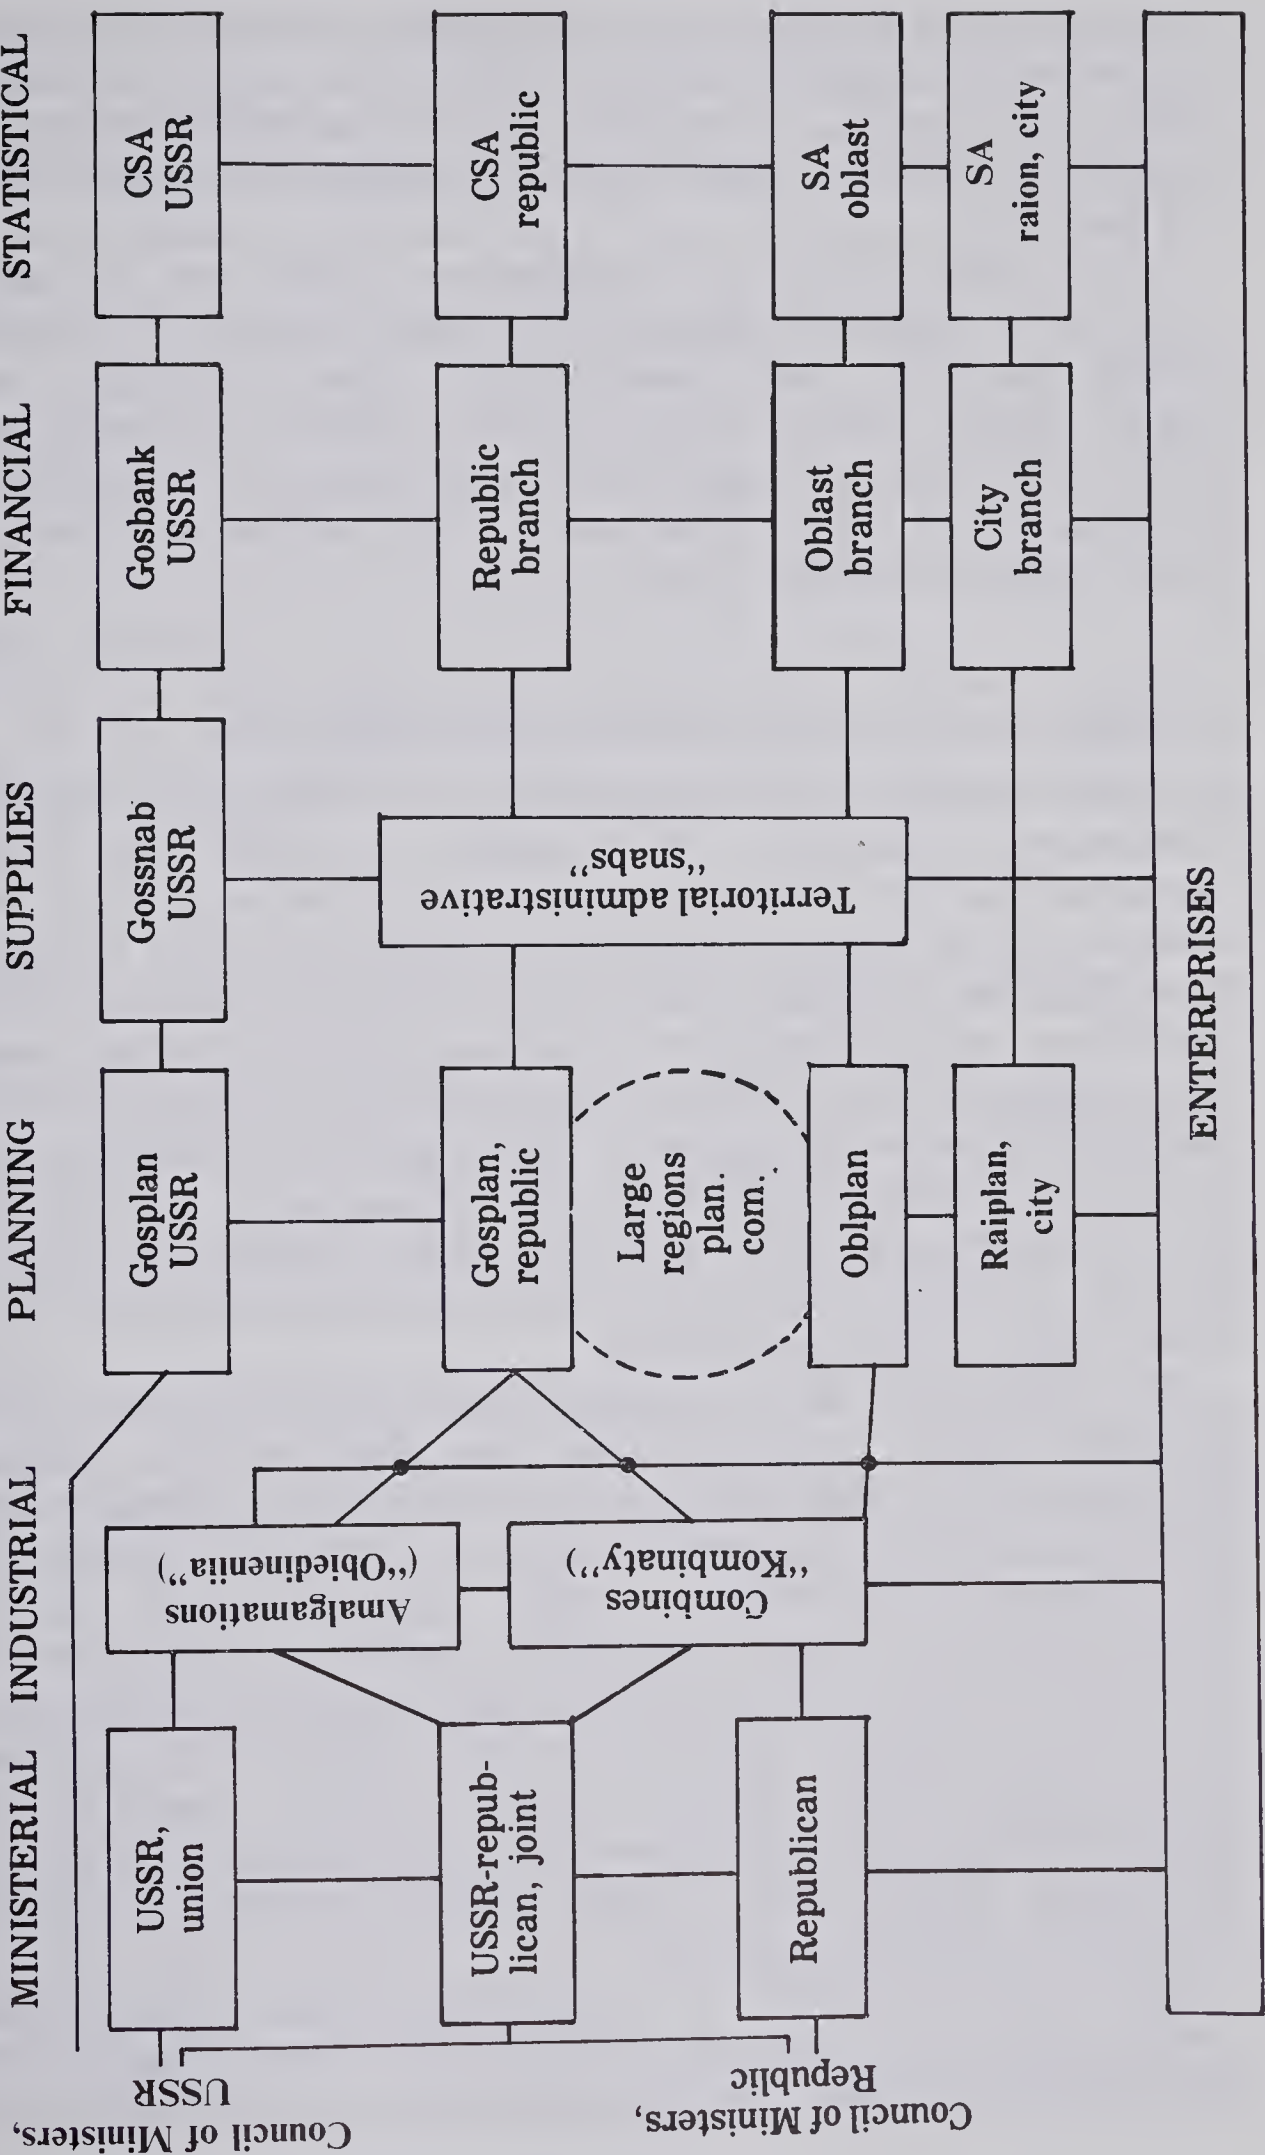 MINISTERIAL
INDUSTRIAL
PLANNING
SUPPLIES
FINANCIAL
STATISTICAL
Council of Ministers,
USSR
Council of Ministers,
Republic
USSR,
union
USSR-repub-
lican, joint
Republican
Amalgamations
(“Obiedineniia”)
Combines
“Kombinaty”)
Gosplan
USSR
Gosplan,
republic
Large
regions
plan.
com.
Oblplan
Raiplan,
city
Gossnab
USSR
Territorial administrative
“snabs”
Gosbank
USSR
Republic
branch
Oblast
branch
City
branch
CSA
USSR
CSA
republic
SA
oblast
SA
raion, city
ENTERPRISES